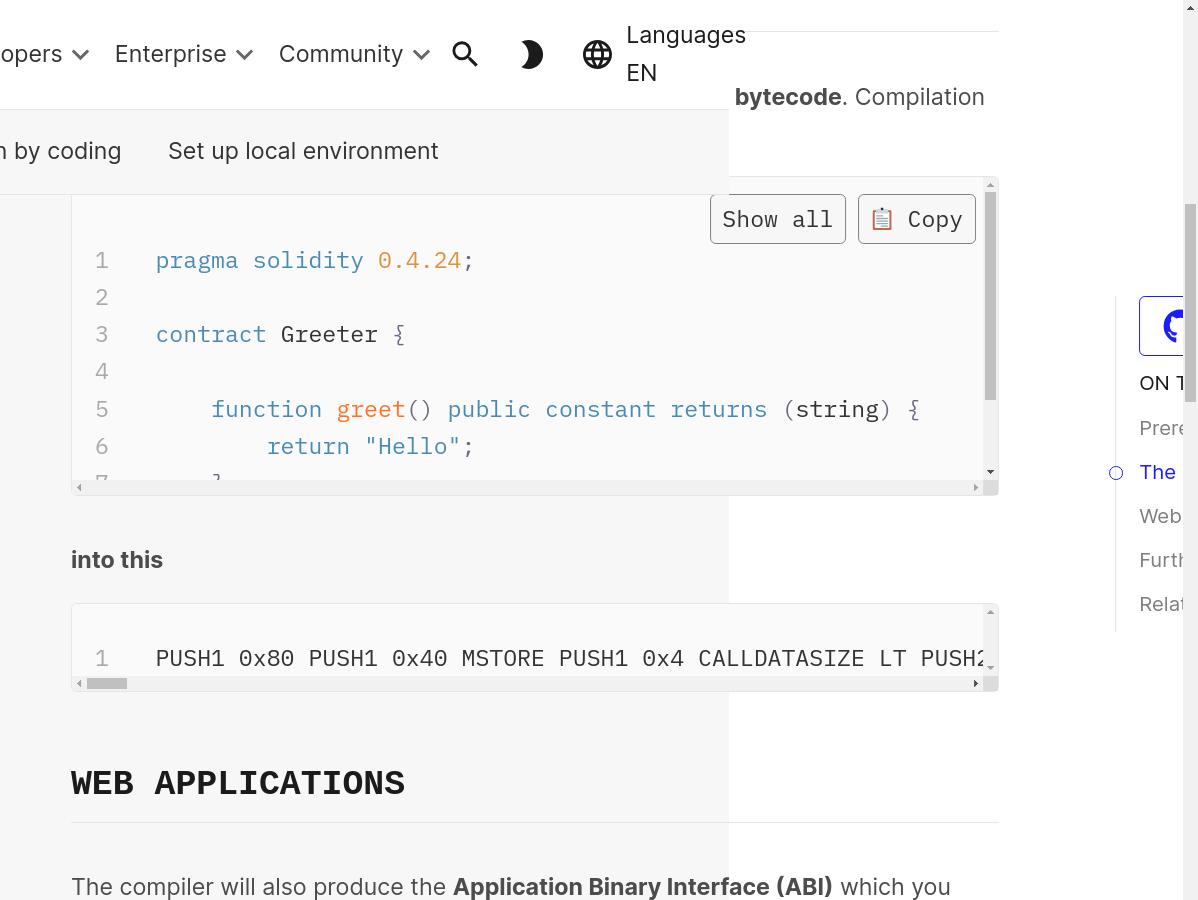 opers Enterprise Community Languages EN
n by coding Set up local environment
bytecode. Compilation
Show all Copy
1 pragma solidity 0.4.24;
2
3 contract Greeter {
4
5 function greet() public constant returns (string) {
6 return "Hello";
7 }
into this
1 PUSH1 0x80 PUSH1 0x40 MSTORE PUSH1 0x4 CALLDATASIZE LT PUSH2
WEB APPLICATIONS
The compiler will also produce the Application Binary Interface (ABI) which you
ON T
Prere
The
Web
Furth
Relat